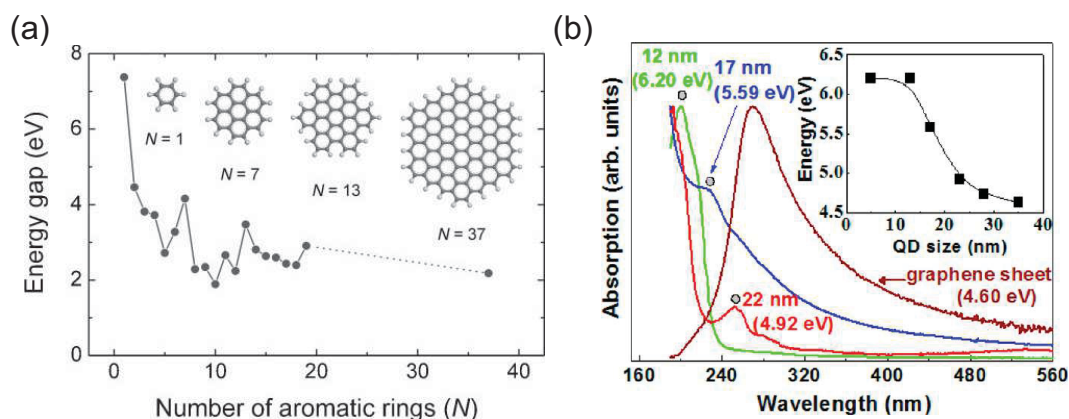 (a)
8
6
4
2
0
0
10
20
30
40
Energy gap (eV)
Number of aromatic rings (N)
N = 1
N = 7
N = 13
N = 37
(b)
12 nm
(6.20 eV)
17 nm
(5.59 eV)
22 nm
(4.92 eV)
graphene sheet
(4.60 eV)
Absorption (arb. units)
160
240
320
400
480
560
Wavelength (nm)
6.5
6.0
5.5
5.0
4.5
0
10
20
30
40
Energy (eV)
QD size (nm)